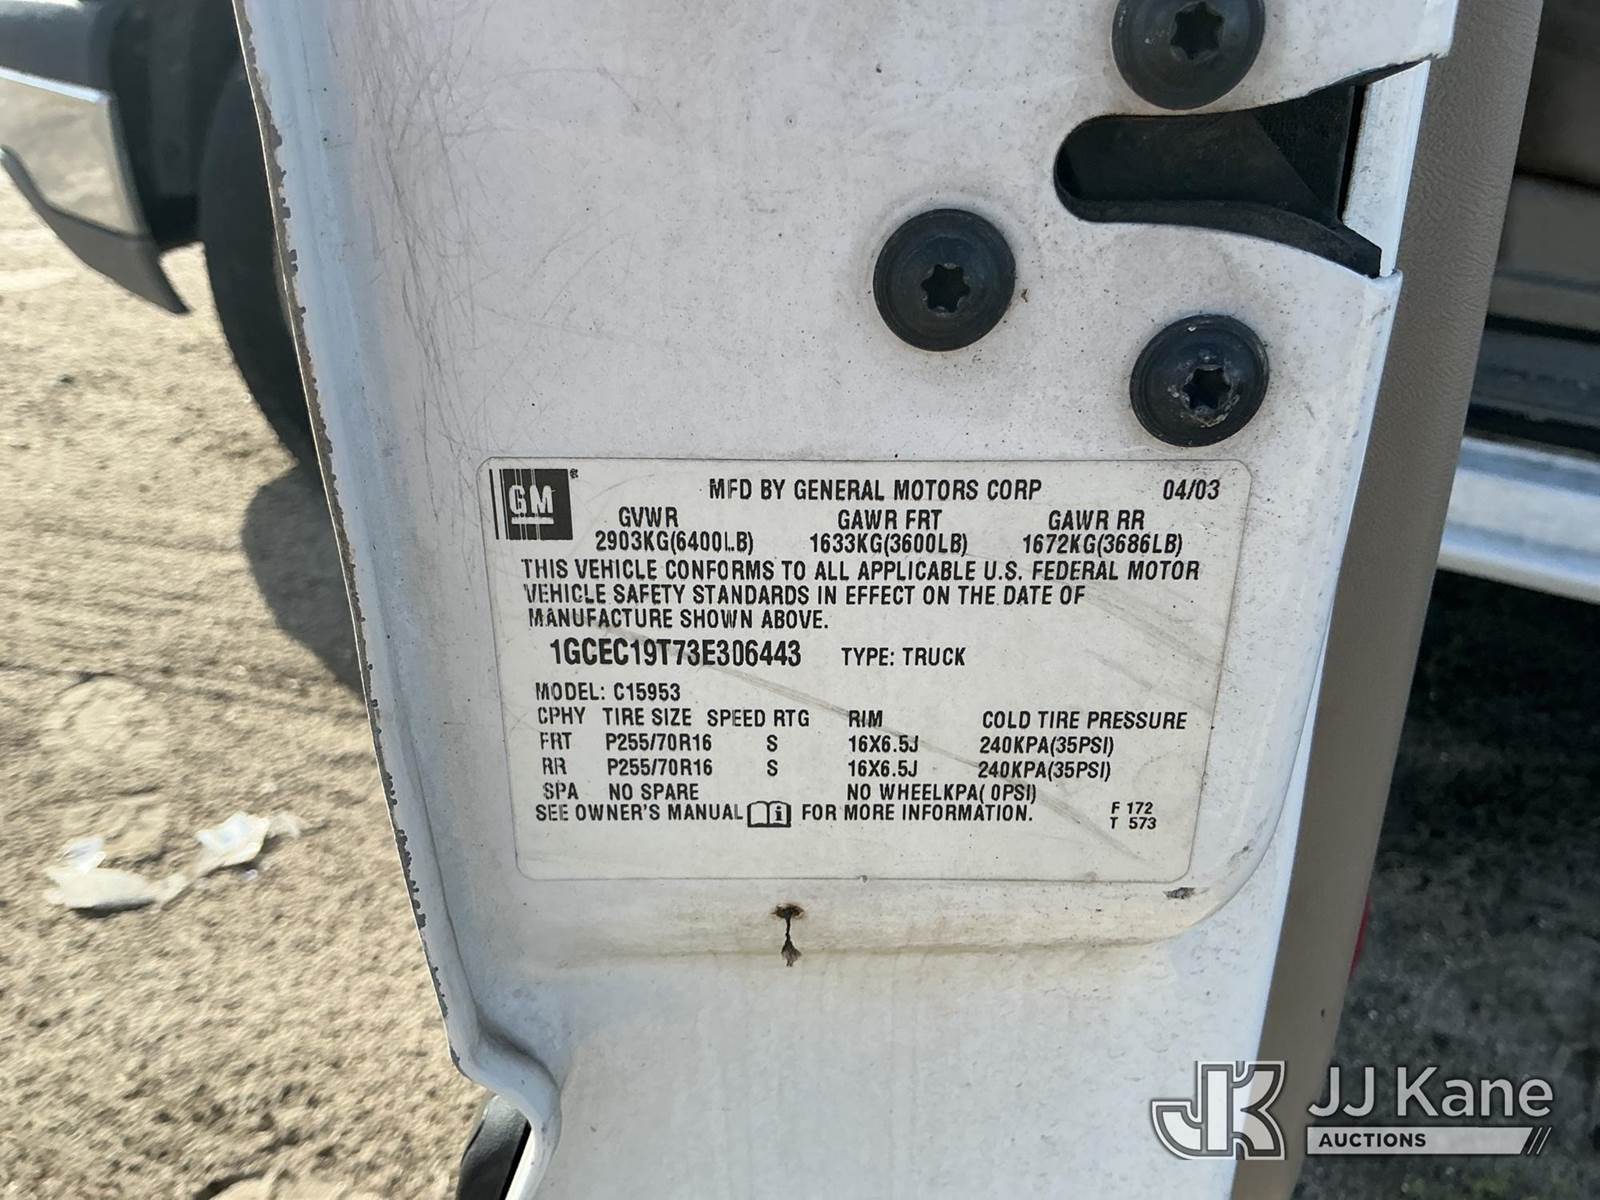 GM
MFD BY GENERAL MOTORS CORP 04/03
GVWR GAWR FRT GAWR RR
2903KG(6400LB) 1633KG(3600LB) 1672KG(3686LB)
THIS VEHICLE CONFORMS TO ALL APPLICABLE U.S. FEDERAL MOTOR
VEHICLE SAFETY STANDARDS IN EFFECT ON THE DATE OF
MANUFACTURE SHOWN ABOVE.
1GCEC19T73E306443 TYPE: TRUCK
MODEL: C15953
CPHY TIRE SIZE SPEED RTG RIM COLD TIRE PRESSURE
FRT P255/70R16 S 16X6.5J 240KPA(35PSI)
RR P255/70R16 S 16X6.5J 240KPA(35PSI)
SPA NO SPARE NO WHEELKPA( 0PSI)
SEE OWNER'S MANUAL FOR MORE INFORMATION.
F 172
T 573
JK JJ Kane
AUCTIONS